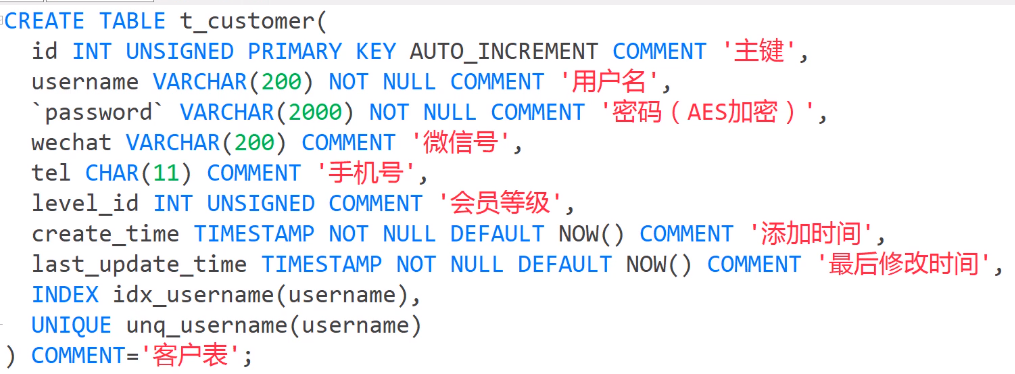 CREATE TABLE t_customer(
id INT UNSIGNED PRIMARY KEY AUTO_INCREMENT COMMENT '主键',
username VARCHAR(200) NOT NULL COMMENT '用户名',
`password` VARCHAR(2000) NOT NULL COMMENT '密码（AES加密）',
wechat VARCHAR(200) COMMENT '微信号',
tel CHAR(11) COMMENT '手机号',
level_id INT UNSIGNED COMMENT '会员等级',
create_time TIMESTAMP NOT NULL DEFAULT NOW() COMMENT '添加时间',
last_update_time TIMESTAMP NOT NULL DEFAULT NOW() COMMENT '最后修改时间',
INDEX idx_username(username),
UNIQUE unq_username(username)
) COMMENT='客户表';